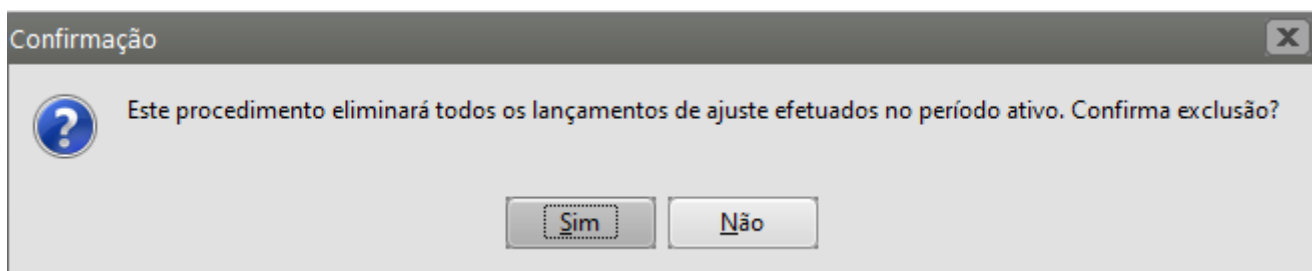 Confirmação
Este procedimento eliminará todos os lançamentos de ajuste efetuados no período ativo. Confirma exclusão?
Sim
Não